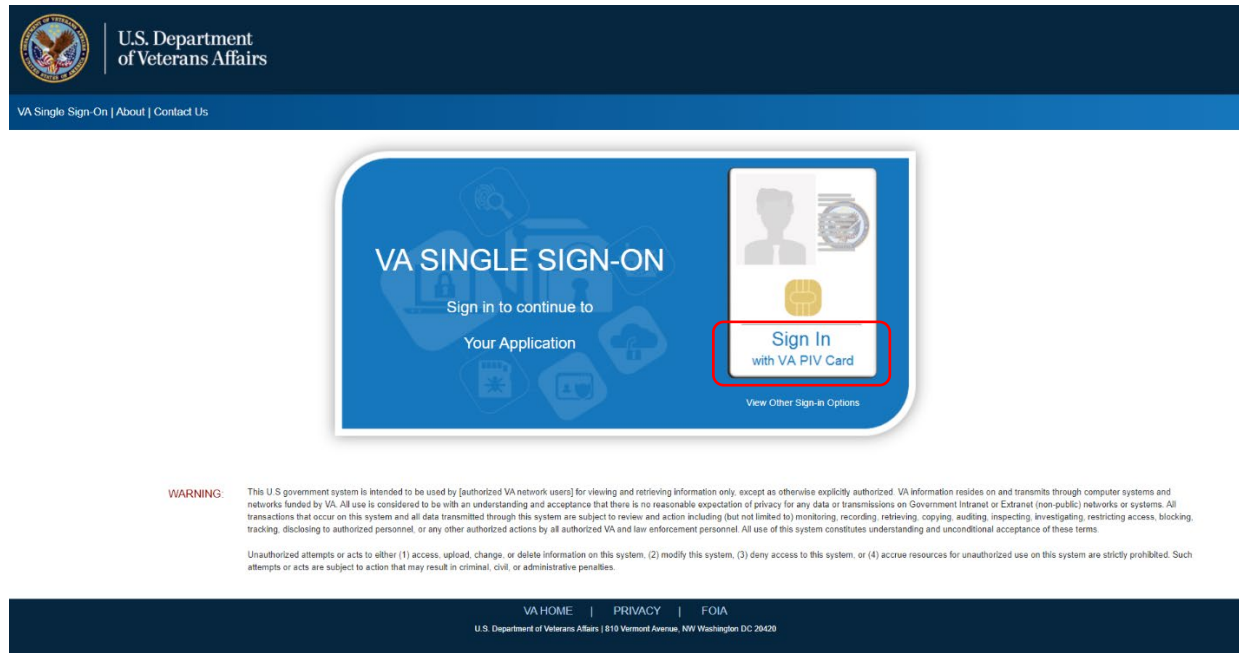 U.S. Department
of Veterans Affairs
VA Single Sign-On | About | Contact Us
VA SINGLE SIGN-ON
Sign in to continue to
Your Application
Sign In
with VA PIV Card
View Other Sign-in Options
WARNING: This U.S government system is intended to be used by [authorized VA network users] for viewing and retrieving information only, except as otherwise explicitly authorized. VA information resides on and transmits through computer systems and
networks funded by VA. All use is considered to be with an understanding and acceptance that there is no reasonable expectation of privacy for any data or transmissions on Government Intranet or Extranet (non-public) networks or systems. All
transactions that occur on this system and all data transmitted through this system are subject to review and action including (but not limited to) monitoring, recording, retrieving, copying, auditing, inspecting, investigating, restricting access, blocking,
tracking, disclosing to authorized personnel, or any other authorized actions by all authorized VA and law enforcement personnel. All use of this system constitutes understanding and unconditional acceptance of these terms.
Unauthorized attempts or acts to either (1) access, upload, change, or delete information on this system, (2) modify this system, (3) deny access to this system, or (4) accrue resources for unauthorized use on this system are strictly prohibited. Such
attempts or acts are subject to action that may result in criminal, civil, or administrative penalties.
VA HOME | PRIVACY | FOIA
U.S. Department of Veterans Affairs | 810 Vermont Avenue, NW Washington DC 20420